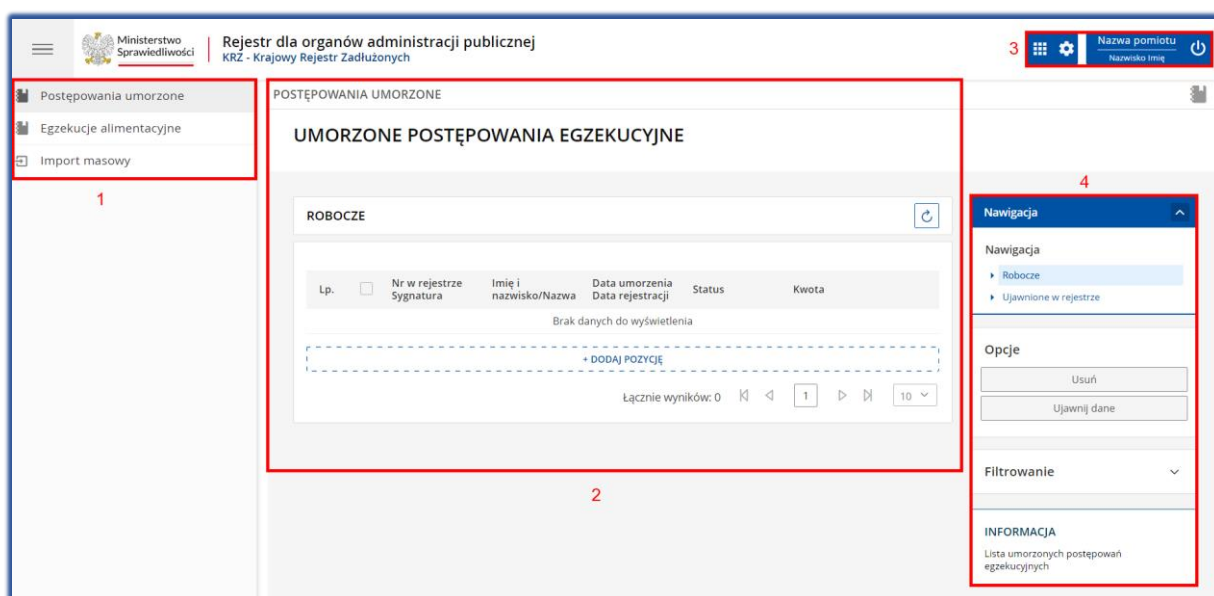 Ministerstwo
Sprawiedliwości
Rejestr dla organów administracji publicznej
KRZ - Krajowy Rejestr Zadłużonych
3
Nazwa pomiotu
Nazwisko Imię
Postępowania umorzone
Egzekucje alimentacyjne
Import masowy
1
POSTĘPOWANIA UMORZONE
UMORZONE POSTĘPOWANIA EGZEKUCYJNE
ROBOCZE
Lp.
Nr w rejestrze
Sygnatura
Imię i
nazwisko/Nazwa
Data umorzenia
Data rejestracji
Status
Kwota
Brak danych do wyświetlenia
+ DODAJ POZYCJĘ
Łącznie wyników: 0
1
10
2
4
Nawigacja
Nawigacja
Robocze
Ujawnione w rejestrze
Opcje
Usuń
Ujawnij dane
Filtrowanie
INFORMACJA
Lista umorzonych postępowań
egzekucyjnych